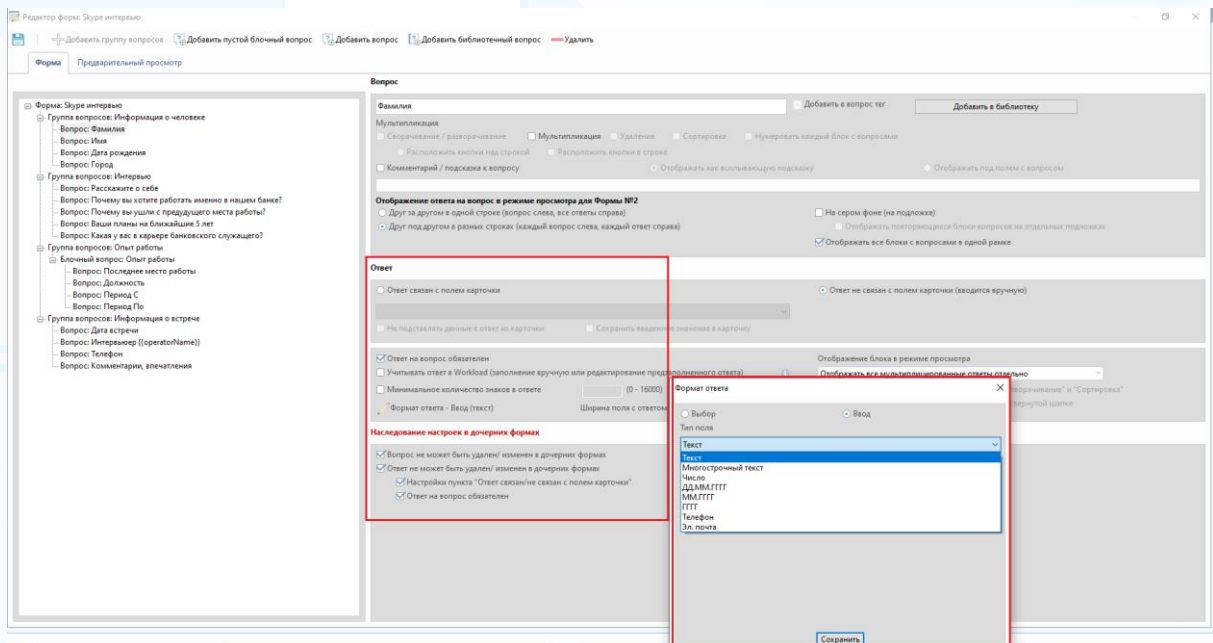 Редактор форм: Skype интервью
Добавить группу вопросов Добавить пустой блочный вопрос Добавить вопрос Добавить библиотечный вопрос Удалить
Форма Предварительный просмотр
Форма: Skype интервью
Группа вопросов: Информация о человеке
Вопрос: Фамилия
Вопрос: Имя
Вопрос: Дата рождения
Вопрос: Город
Группа вопросов: Интервью
Вопрос: Расскажите о себе
Вопрос: Почему вы хотите работать именно в нашем банке?
Вопрос: Почему вы ушли с предудущего места работы?
Вопрос: Ваши планы на ближайшие 5 лет
Вопрос: Какая у вас в карьере банковского служащего?
Группа вопросов: Опыт работы
Блочный вопрос: Опыт работы
Вопрос: Последнее место работы
Вопрос: Должность
Вопрос: Период С
Вопрос: Период По
Группа вопросов: Информация о встрече
Вопрос: Дата встречи
Вопрос: Интервьюер {{operatorName}}
Вопрос: Телефон
Вопрос: Комментарии, впечатления
Вопрос
Фамилия
Добавить в вопрос тег
Добавить в библиотеку
Мультипликация
Сворачивание / разворачивание Мультипликация Удаление Сортировка Нумеровать каждый блок с вопросами
Расположить кнопки над строкой Расположить кнопки в строке
Комментарий / подсказка к вопросу Отображать как всплывающую подсказку Отображать под полем с вопросом
Отображение ответа на вопрос в режиме просмотра для Формы №2
Друг за другом в одной строке (вопрос слева, все ответы справа) На сером фоне (на подложке)
Отображать повторяющиеся блоки вопросов на отдельных подложках
Друг под другом в разных строках (каждый вопрос слева, каждый ответ справа)
Отображать все блоки с вопросами в одной рамке
Ответ
Ответ связан с полем карточки Ответ не связан с полем карточки (вводится вручную)
Не подставлять данные в ответ из карточки Сохранить введенное значение в карточку
Ответ на вопрос обязателен Отображение блока в режиме просмотра
Учитывать ответ в Workload (заполнение вручную или редактирование предзаполненного ответа) Отображать все мультиплицированные ответы отдельно
Минимальное количество знаков в ответе (0 - 16000)
"Сортировка"
свернутой шапке
Формат ответа - Ввод (текст) Ширина поля с ответом
Наследование настроек в дочерних формах
Вопрос не может быть удален/ изменен в дочерних формах
Ответ не может быть удален/ изменен в дочерних формах
Настройки пункта "Ответ связан/не связан с полем карточки"
Ответ на вопрос обязателен
Формат ответа
Выбор Ввод
Тип поля
Текст
Текст
Многострочный текст
Число
ДД.ММ.ГГГГ
ММ.ГГГГ
ГГГГ
Телефон
Эл. почта
Сохранить